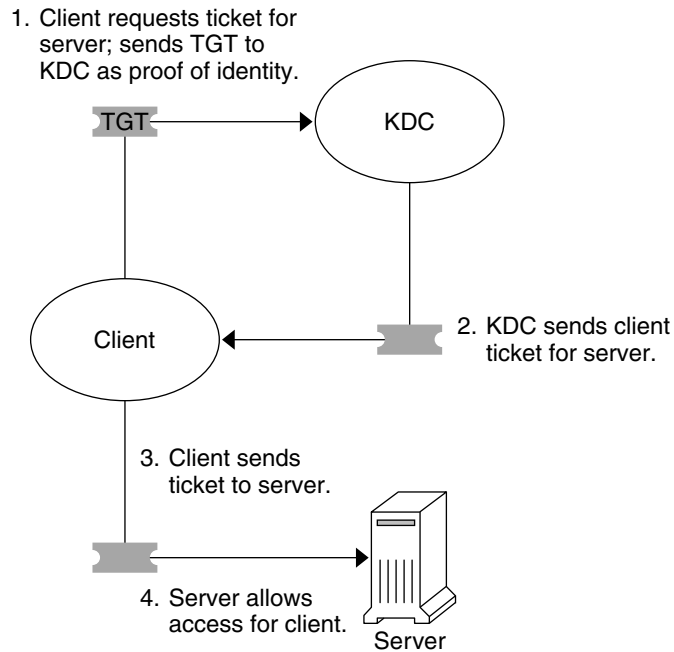 1. Client requests ticket for
server; sends TGT to
KDC as proof of identity.
TGT
KDC
Client
2. KDC sends client
ticket for server.
3. Client sends
ticket to server.
4. Server allows
access for client.
Server